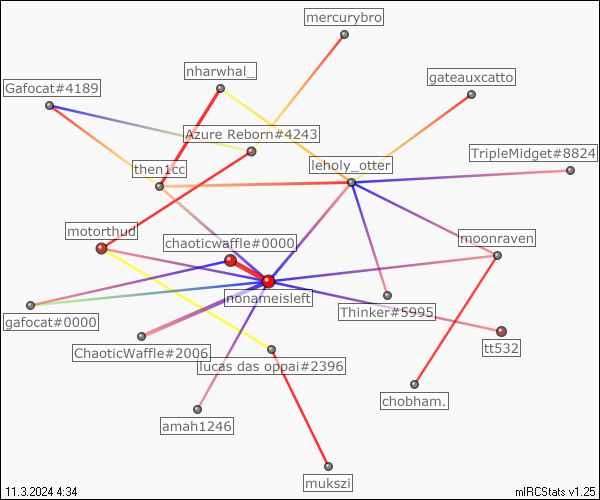 mercurybro
nharwhal_
gateauxcatto
Gafocat#4189
Azure Reborn#4243
TripleMidget#8824
then1cc
leholy_otter
motorthud
chaoticwaffle#0000
moonraven
nonameisleft
Thinker#5995
gafocat#0000
ChaoticWaffle#2006
tt532
lucas das oppai#2396
chobham.
amah1246
mukszi
11.3.2024 4:34
mIRCStats v1.25